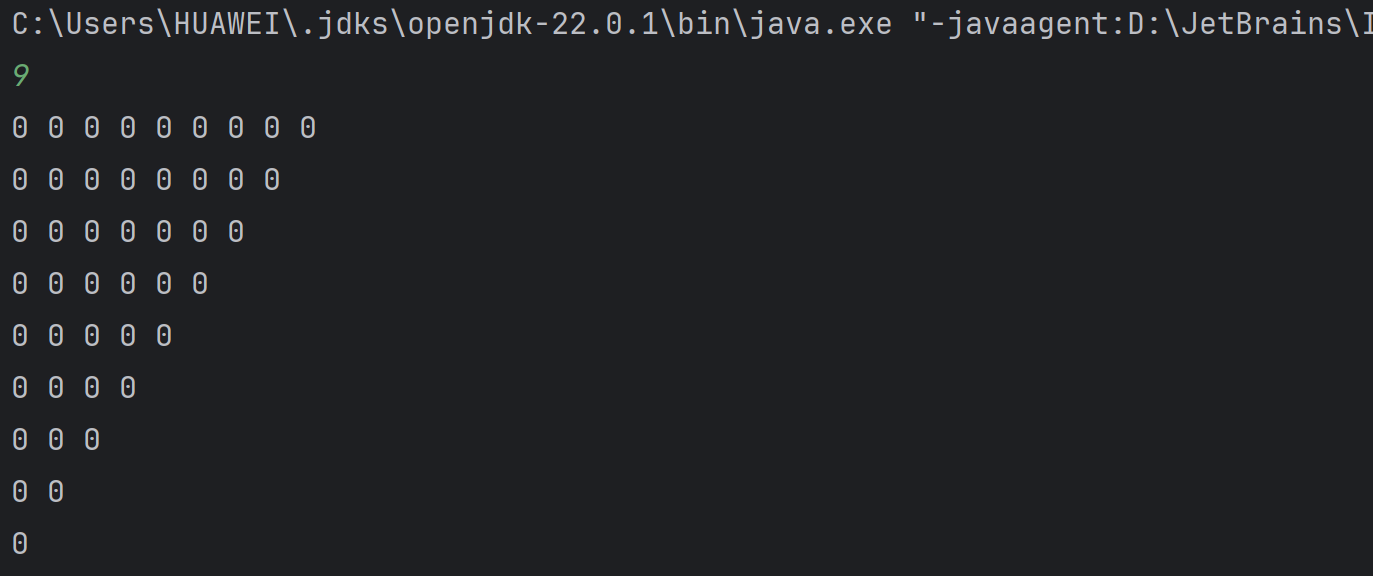 C:\Users\HUAWEI\.jdks\openjdk-22.0.1\bin\java.exe "-javaagent:D:\JetBrains\I
9
0 0 0 0 0 0 0 0 0
0 0 0 0 0 0 0 0
0 0 0 0 0 0 0
0 0 0 0 0 0
0 0 0 0 0
0 0 0 0
0 0 0
0 0
0